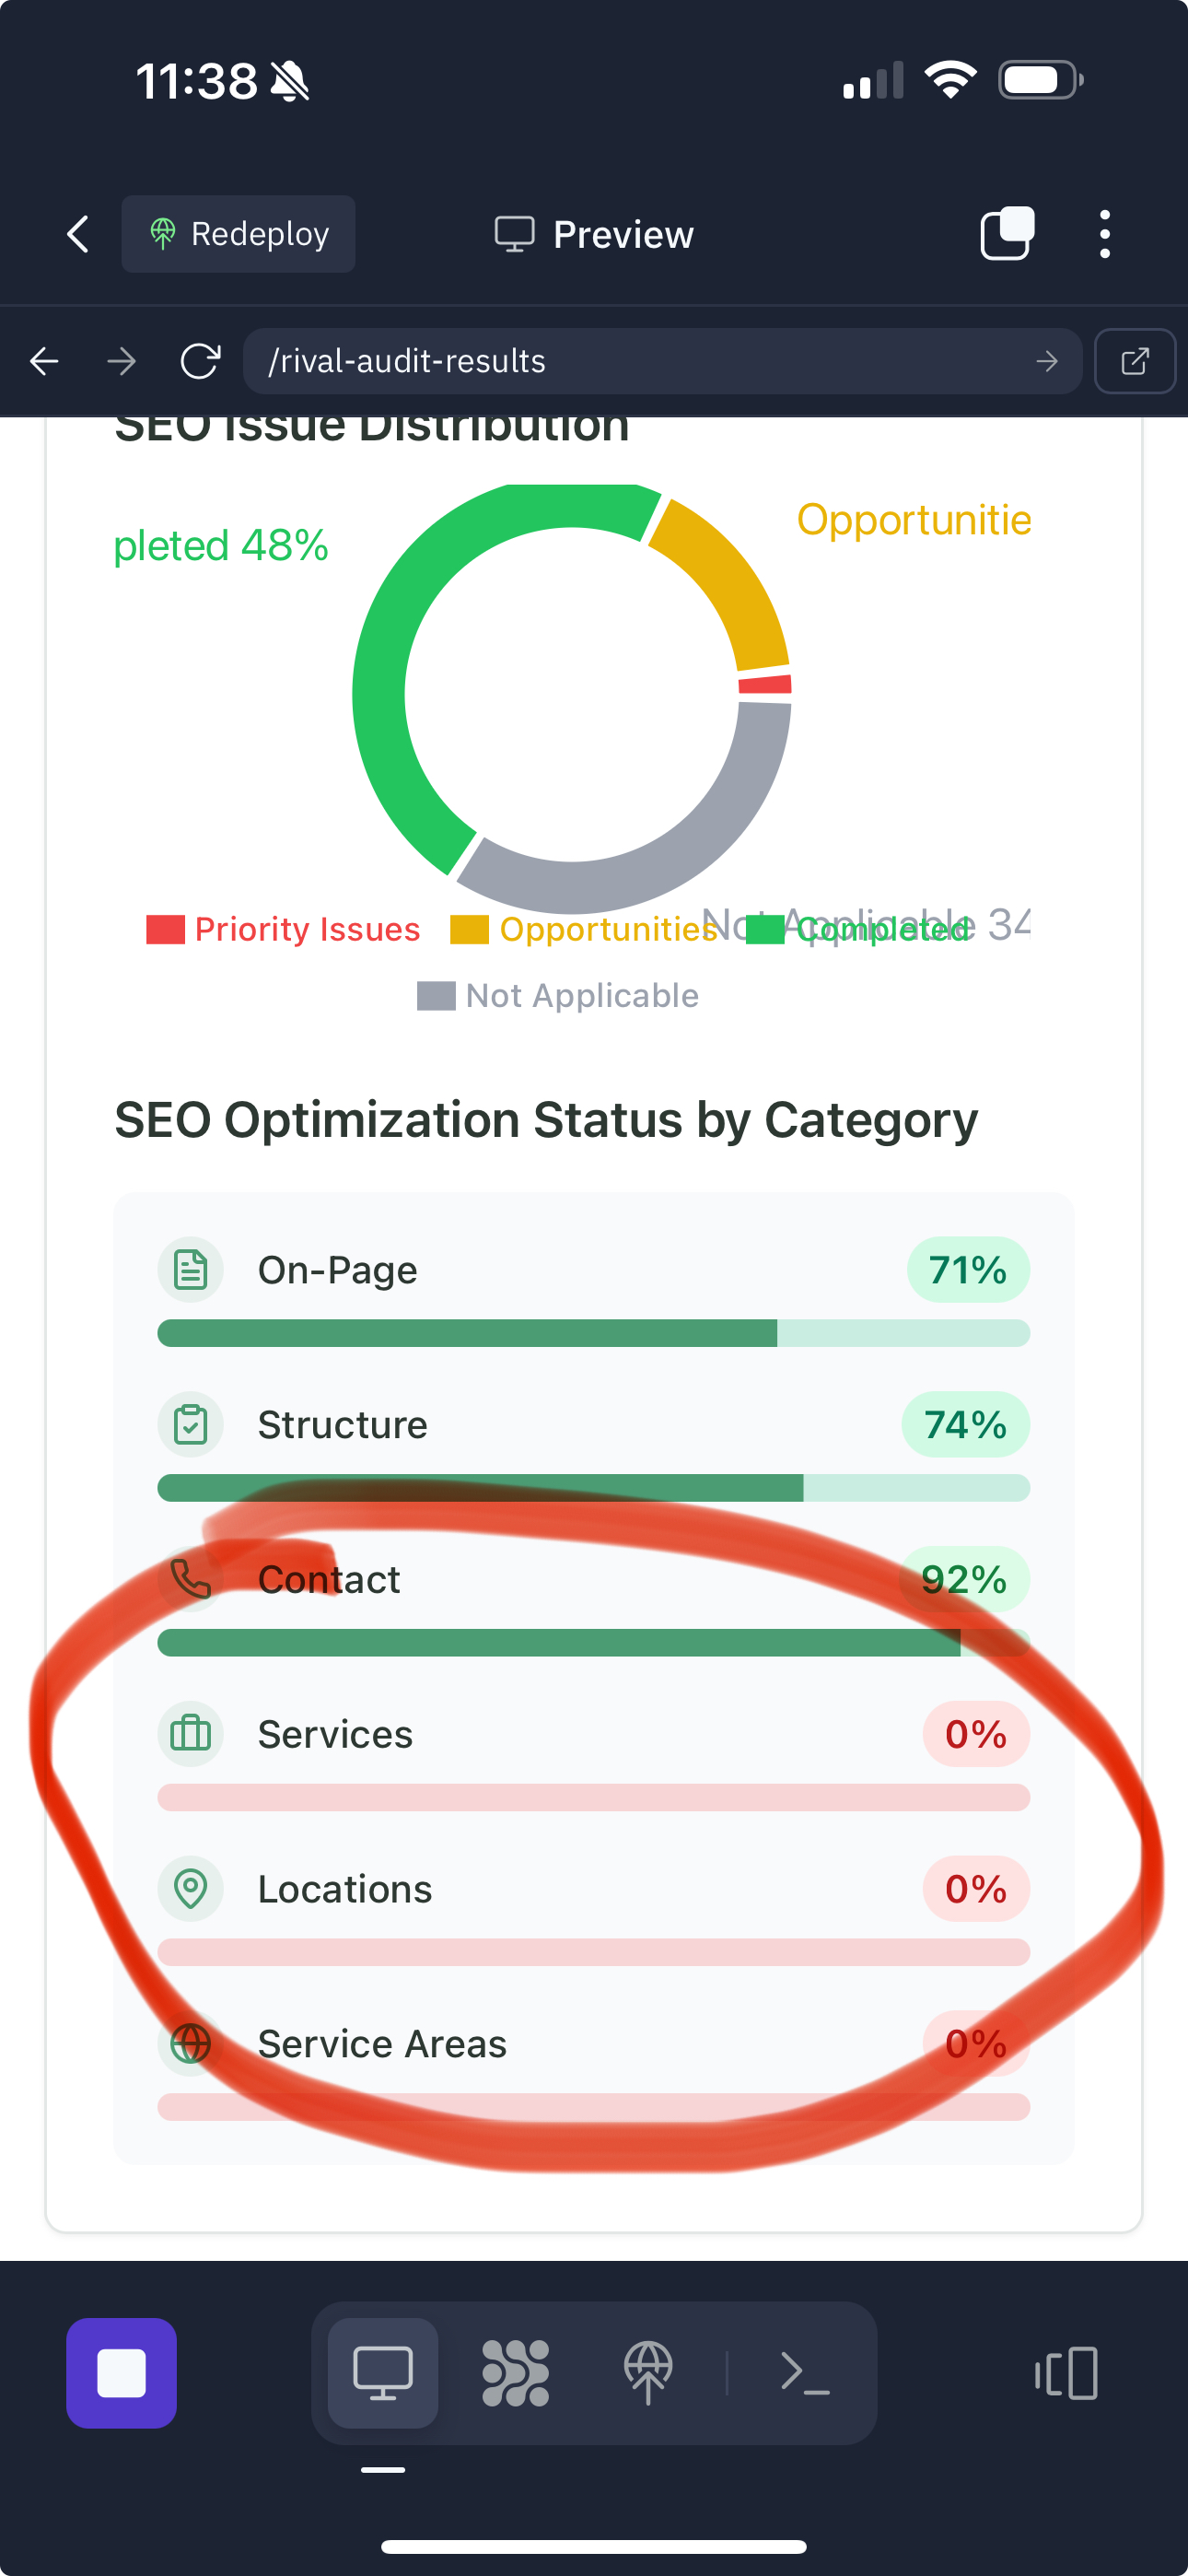 11:38
Redeploy
Preview
/rival-audit-results
SEO Issue Distribution
pleted 48%
Opportunitie
Not Applicable 34
Priority Issues
Opportunities
Completed
Not Applicable
SEO Optimization Status by Category
On-Page 71%
Structure 74%
Contact 92%
Services 0%
Locations 0%
Service Areas 0%